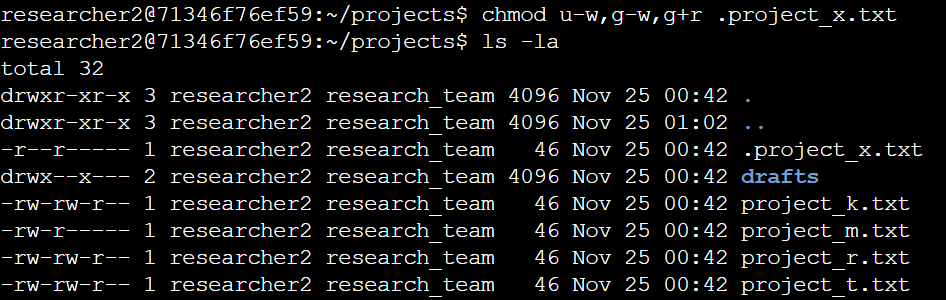 researcher2@71346f76ef59:~/projects$ chmod u-w,g-w,g+r .project_x.txt
researcher2@71346f76ef59:~/projects$ ls -la
total 32
drwxr-xr-x 3 researcher2 research_team 4096 Nov 25 00:42 .
drwxr-xr-x 3 researcher2 research_team 4096 Nov 25 01:02 ..
-r--r----- 1 researcher2 research_team   46 Nov 25 00:42 .project_x.txt
drwx--x--- 2 researcher2 research_team 4096 Nov 25 00:42 drafts
-rw-rw-r-- 1 researcher2 research_team   46 Nov 25 00:42 project_k.txt
-rw-r----- 1 researcher2 research_team   46 Nov 25 00:42 project_m.txt
-rw-rw-r-- 1 researcher2 research_team   46 Nov 25 00:42 project_r.txt
-rw-rw-r-- 1 researcher2 research_team   46 Nov 25 00:42 project_t.txt